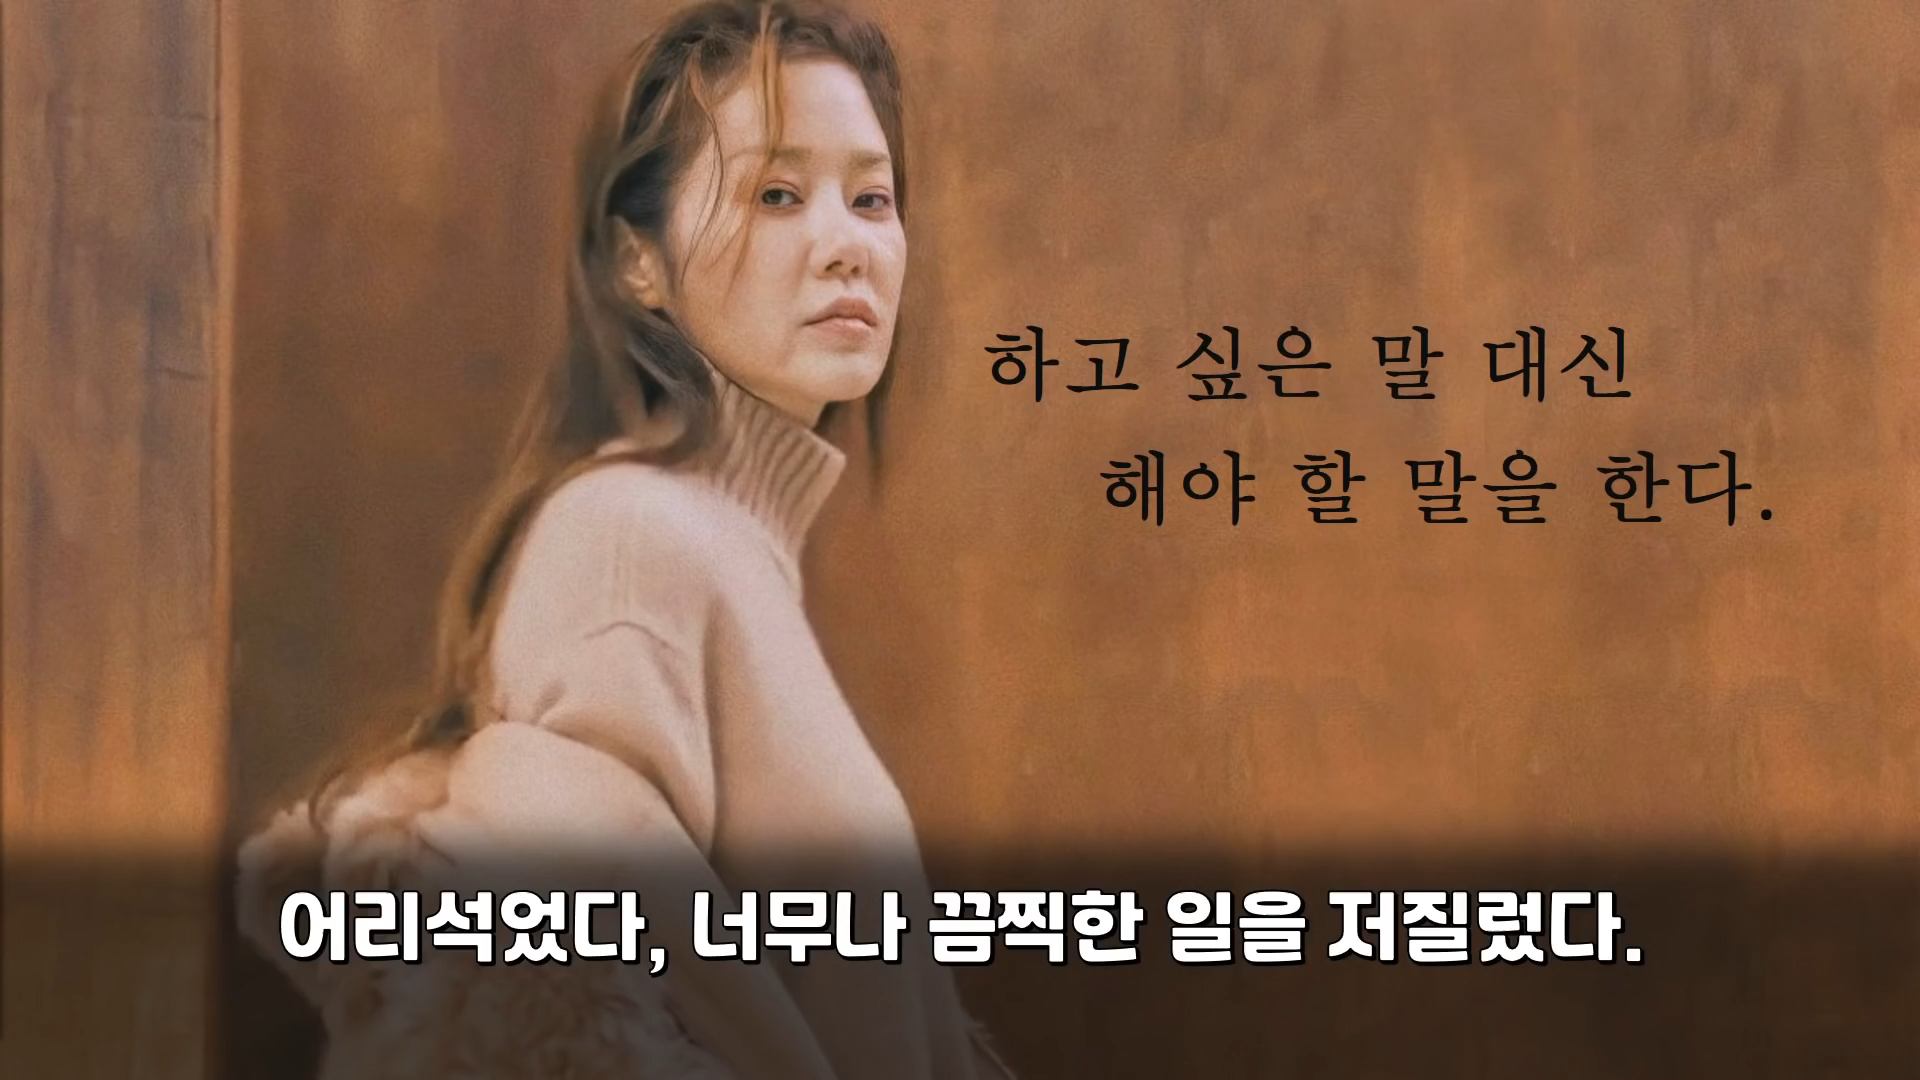 하고 싶은 말 대신
해야 할 말을 한다.
어리석었다, 너무나 끔찍한 일을 저질렀다.